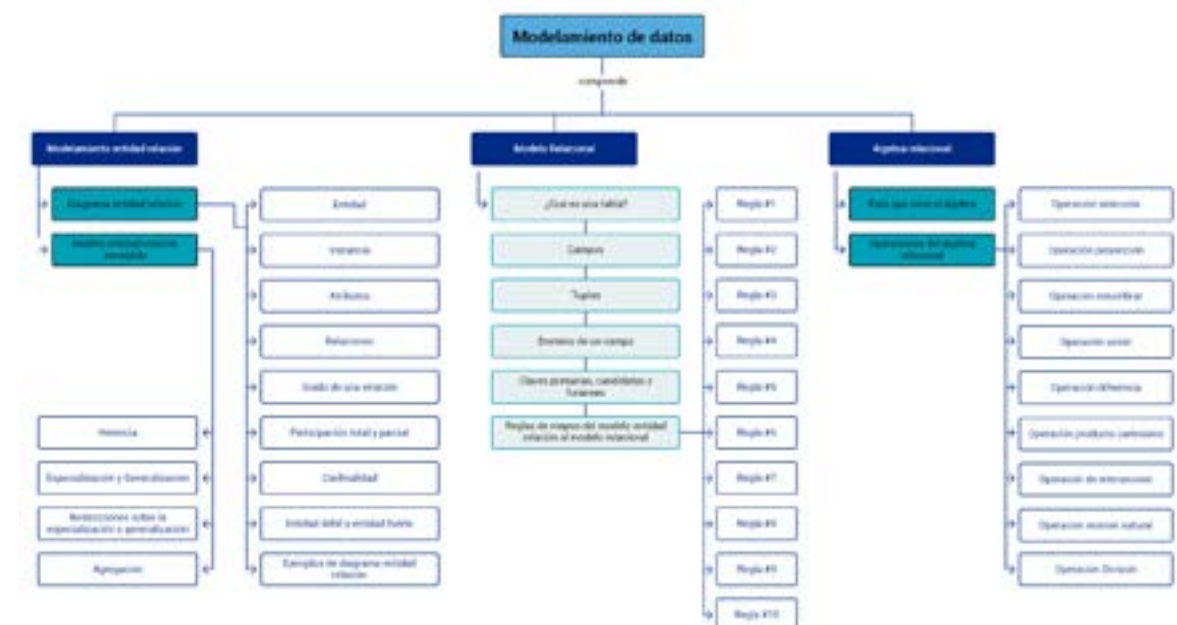 Modelamiento de datos
comprende
Modelamiento entidad relación
Modelo Relacional
Álgebra relacional
Diagrama entidad relación
Modelo entidad relación
extendido
Entidad
Instancia
Atributos
Relaciones
Grado de una relación
Participación total y parcial
Cardinalidad
Entidad débil y entidad fuerte
Ejemplos de diagrama entidad
relación
Herencia
Especialización y Generalización
Restricciones sobre la
especialización o generalización
Agregación
¿Qué es una tabla?
Campos
Tuplas
Dominio de un campo
Claves primarias, candidatas y
foráneas
Reglas de mapeo del modelo entidad
relación al modelo relacional
Regla #1
Regla #2
Regla #3
Regla #4
Regla #5
Regla #6
Regla #7
Regla #8
Regla #9
Regla #10
Para qué sirve el álgebra
Operaciones del álgebra
relacional
Operación selección
Operación proyección
Operación renombrar
Operación unión
Operación diferencia
Operación producto cartesiano
Operación de intersección
Operación reunión natural
Operación División